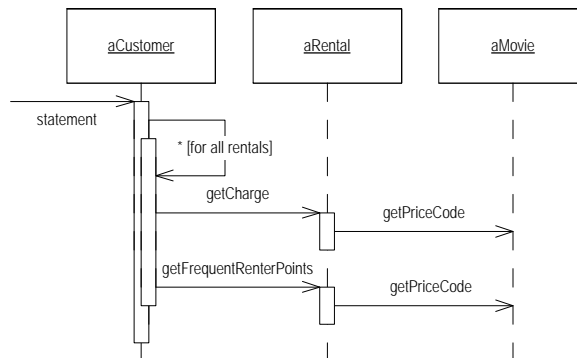 aCustomer
aRental
aMovie
statement
* [for all rentals]
getCharge
getPriceCode
getFrequentRenterPoints
getPriceCode